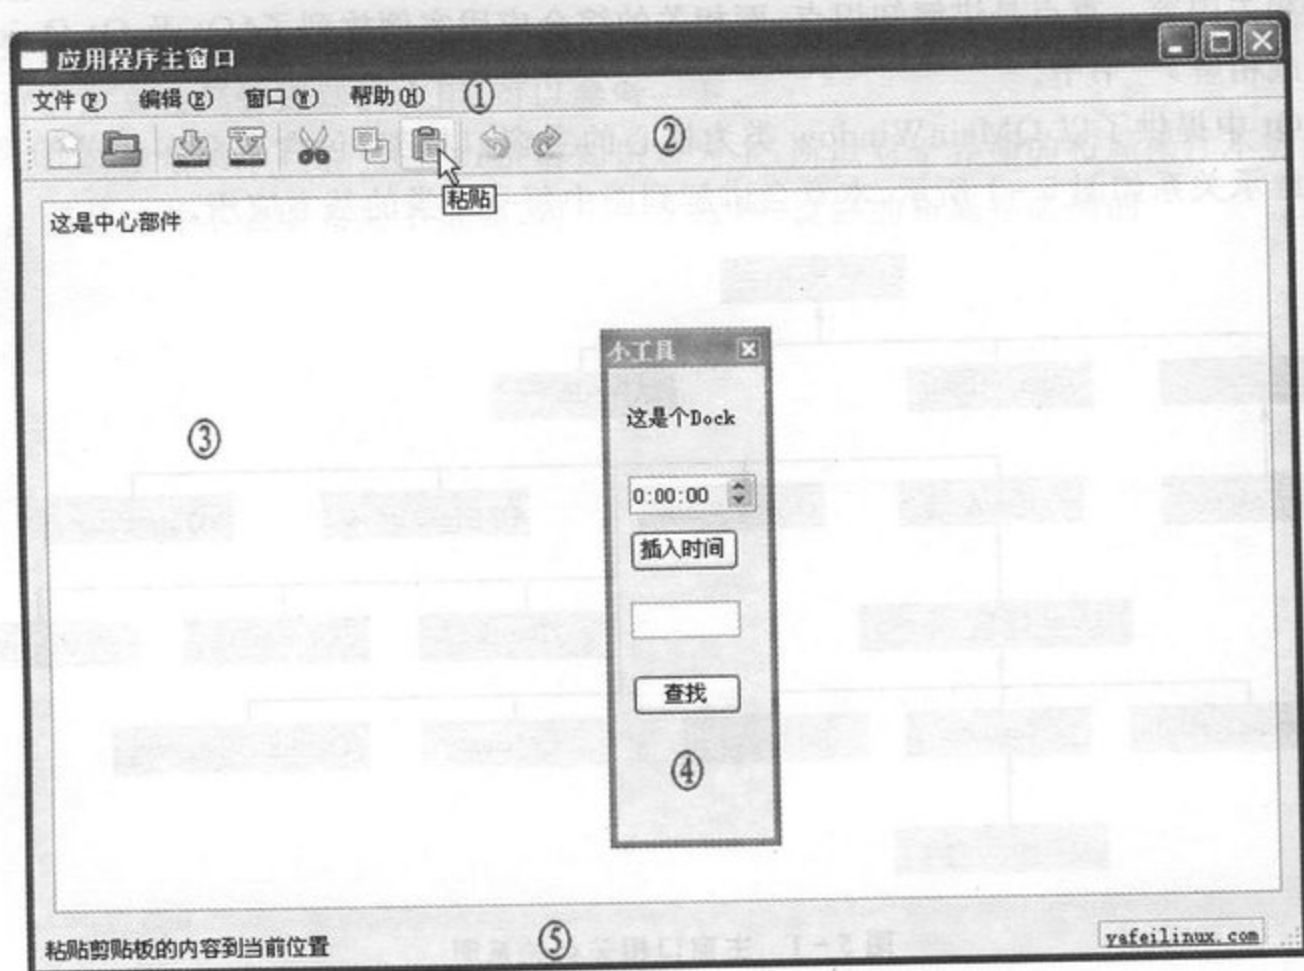 应用程序主窗口
文件(F) 编辑(E) 窗口(W) 帮助(H) ①
②
粘贴
这是中心部件
小工具
这是个Dock
③
0:00:00
插入时间
查找
④
粘贴剪贴板的内容到当前位置 ⑤ yafeilinux.com